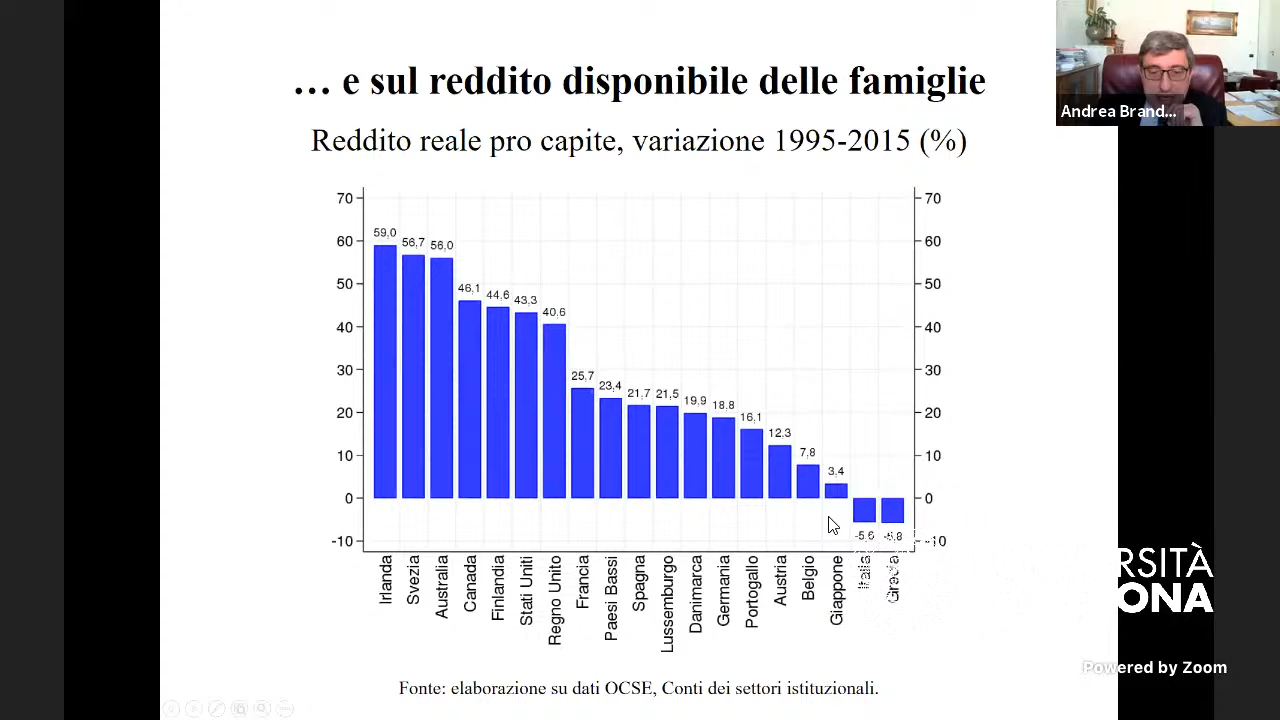 … e sul reddito disponibile delle famiglie
Reddito reale pro capite, variazione 1995-2015 (%)
Andrea Brand...
70
60
50
40
30
20
10
0
-10
59,0
56,7
56,0
46,1
44,6
43,3
40,6
25,7
23,4
21,7
21,5
19,9
18,8
16,1
12,3
7,8
3,4
-5,6
-5,8
70
60
50
40
30
20
10
0
-10
Irlanda
Svezia
Australia
Canada
Finlandia
Stati Uniti
Regno Unito
Francia
Paesi Bassi
Spagna
Lussemburgo
Danimarca
Germania
Portogallo
Austria
Belgio
Giappone
Italia
Grecia
RSITÀ
ONA
Powered by Zoom
Fonte: elaborazione su dati OCSE, Conti dei settori istituzionali.